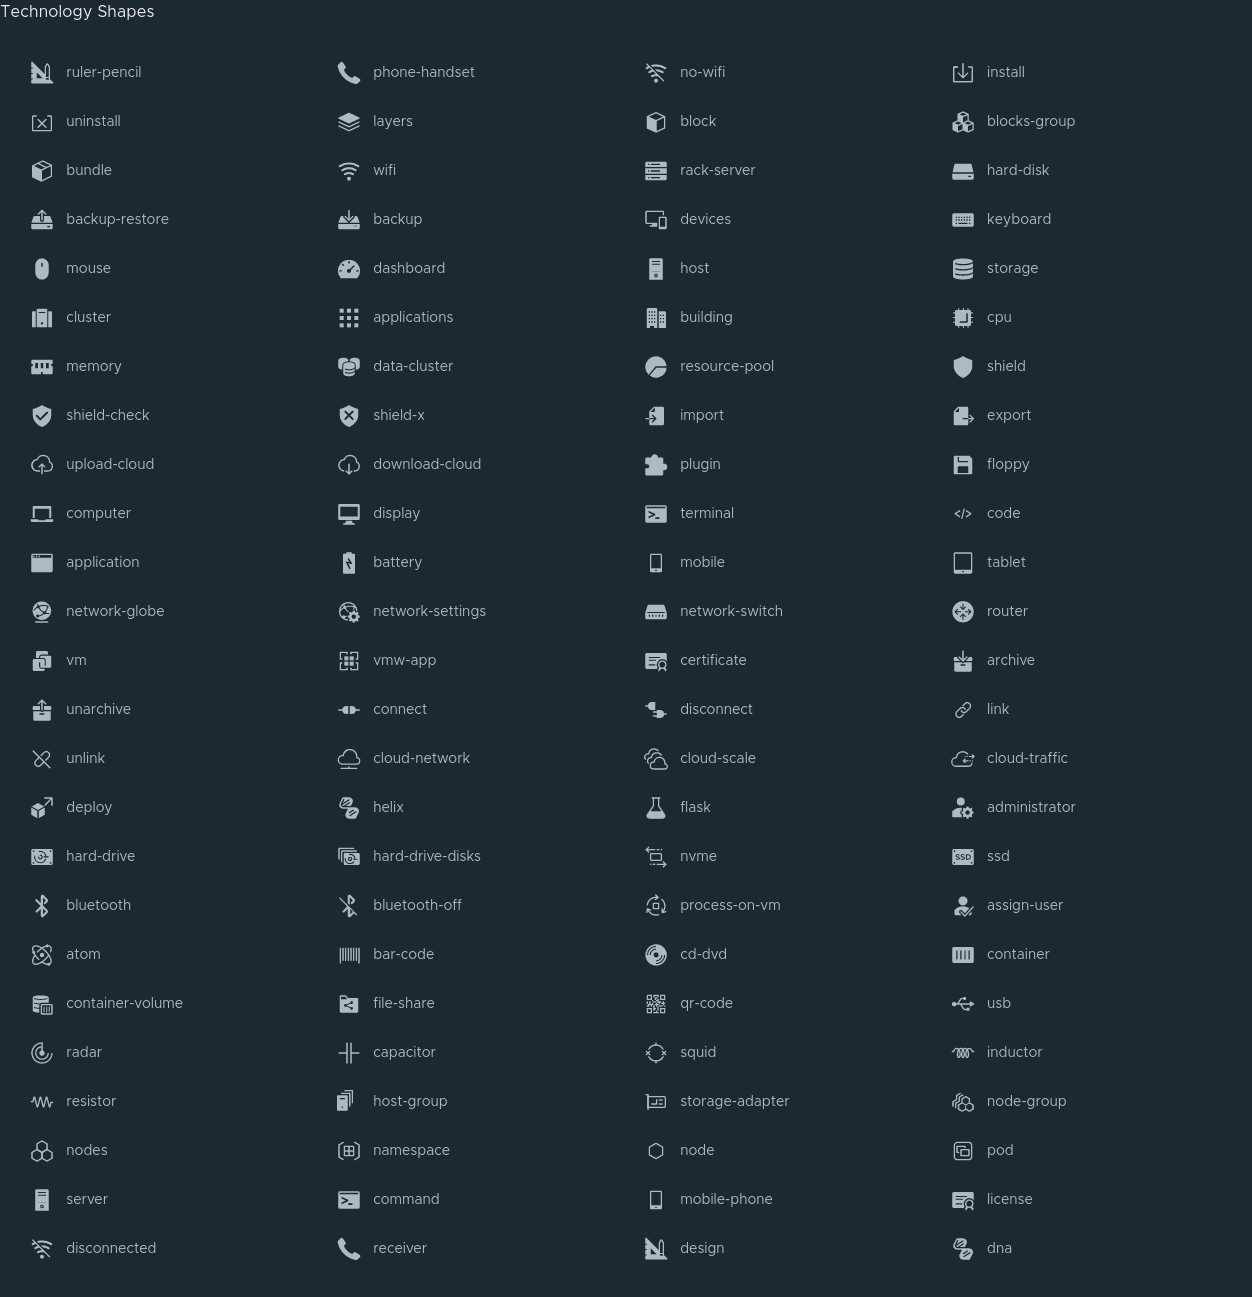 Technology Shapes
ruler-pencil phone-handset no-wifi install
uninstall layers block blocks-group
bundle wifi rack-server hard-disk
backup-restore backup devices keyboard
mouse dashboard host storage
cluster applications building cpu
memory data-cluster resource-pool shield
shield-check shield-x import export
upload-cloud download-cloud plugin floppy
computer display terminal code
application battery mobile tablet
network-globe network-settings network-switch router
vm vmw-app certificate archive
unarchive connect disconnect link
unlink cloud-network cloud-scale cloud-traffic
deploy helix flask administrator
hard-drive hard-drive-disks nvme SSD ssd
bluetooth bluetooth-off process-on-vm assign-user
atom bar-code cd-dvd container
container-volume file-share qr-code usb
radar capacitor squid inductor
resistor host-group storage-adapter node-group
nodes namespace node pod
server command mobile-phone license
disconnected receiver design dna